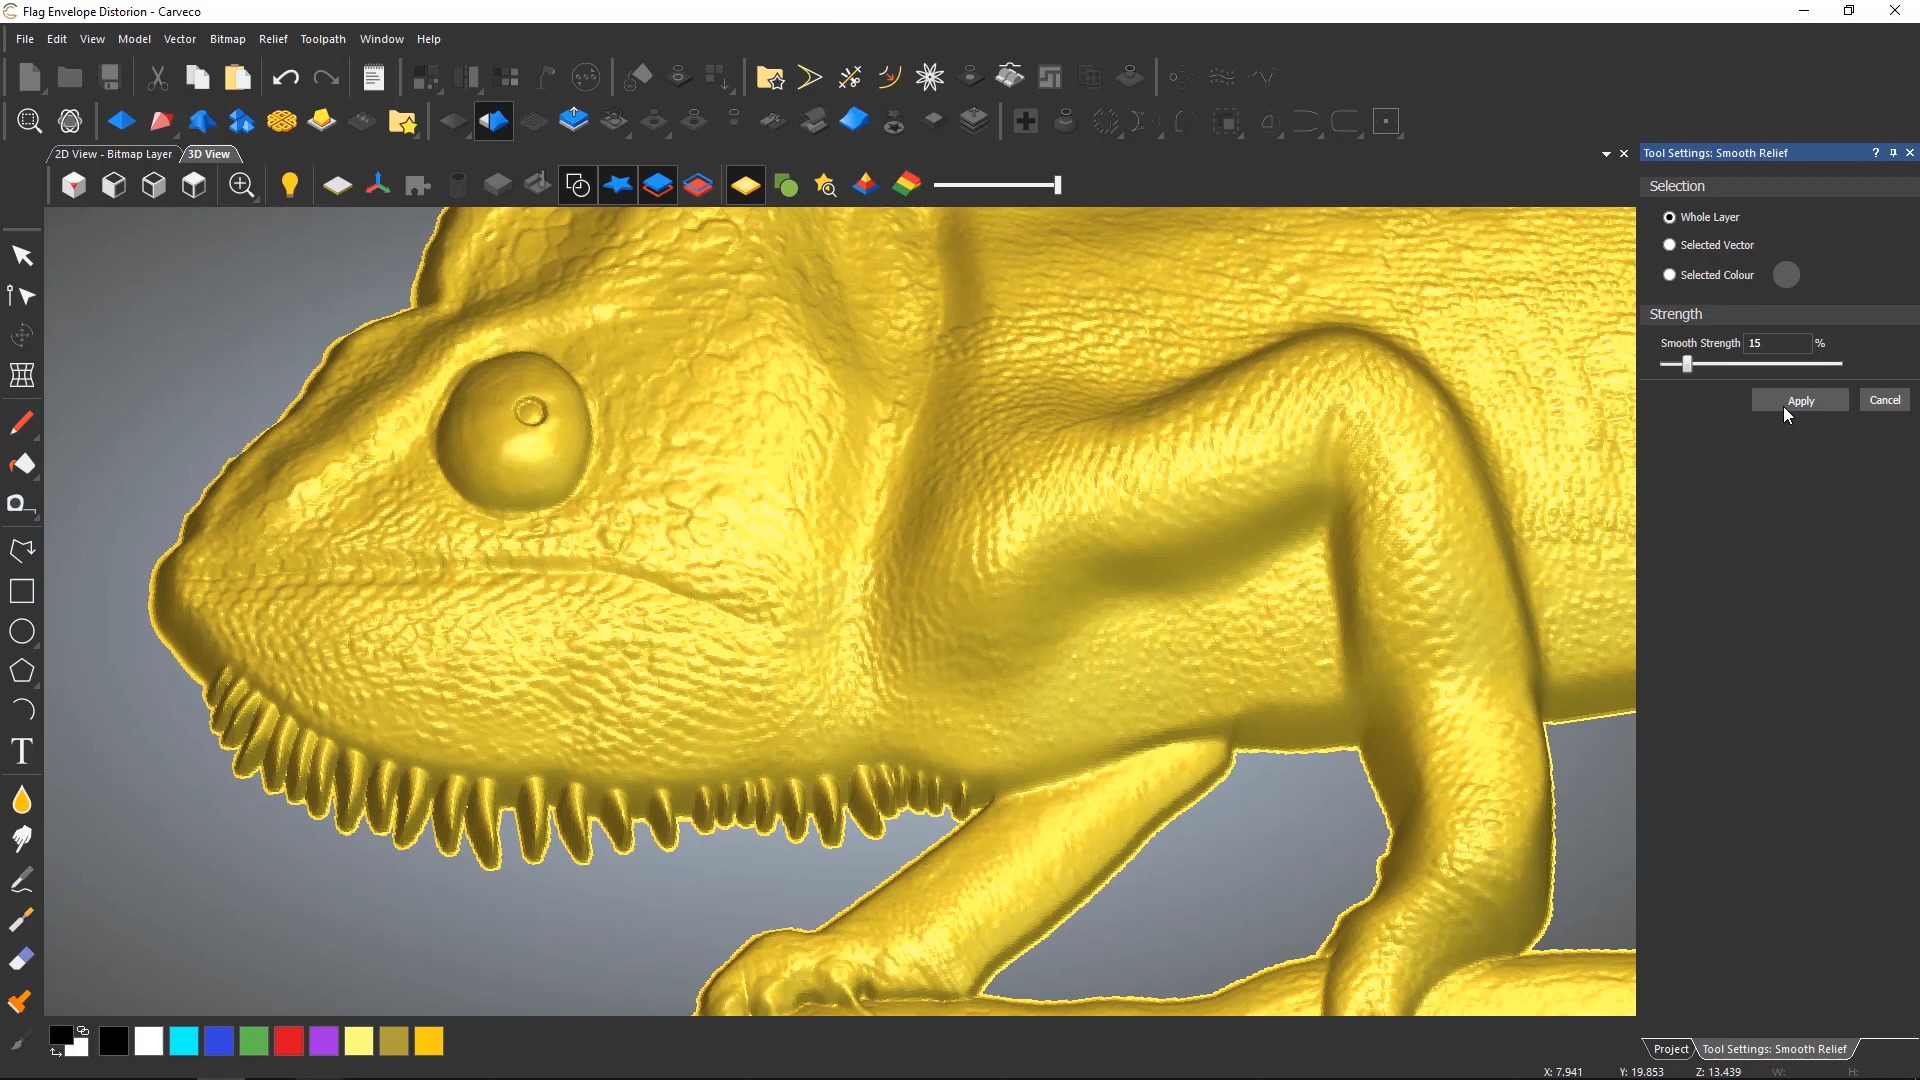 Flag Envelope Distorion - Carveco
File Edit View Model Vector Bitmap Relief Toolpath Window Help
2D View - Bitmap Layer 3D View
Tool Settings: Smooth Relief
Selection
Whole Layer
Selected Vector
Selected Colour
Strength
Smooth Strength 15 %
Apply Cancel
T
Project Tool Settings: Smooth Relief
X: 7.941 Y: 19.853 Z: 13.439 W: H: